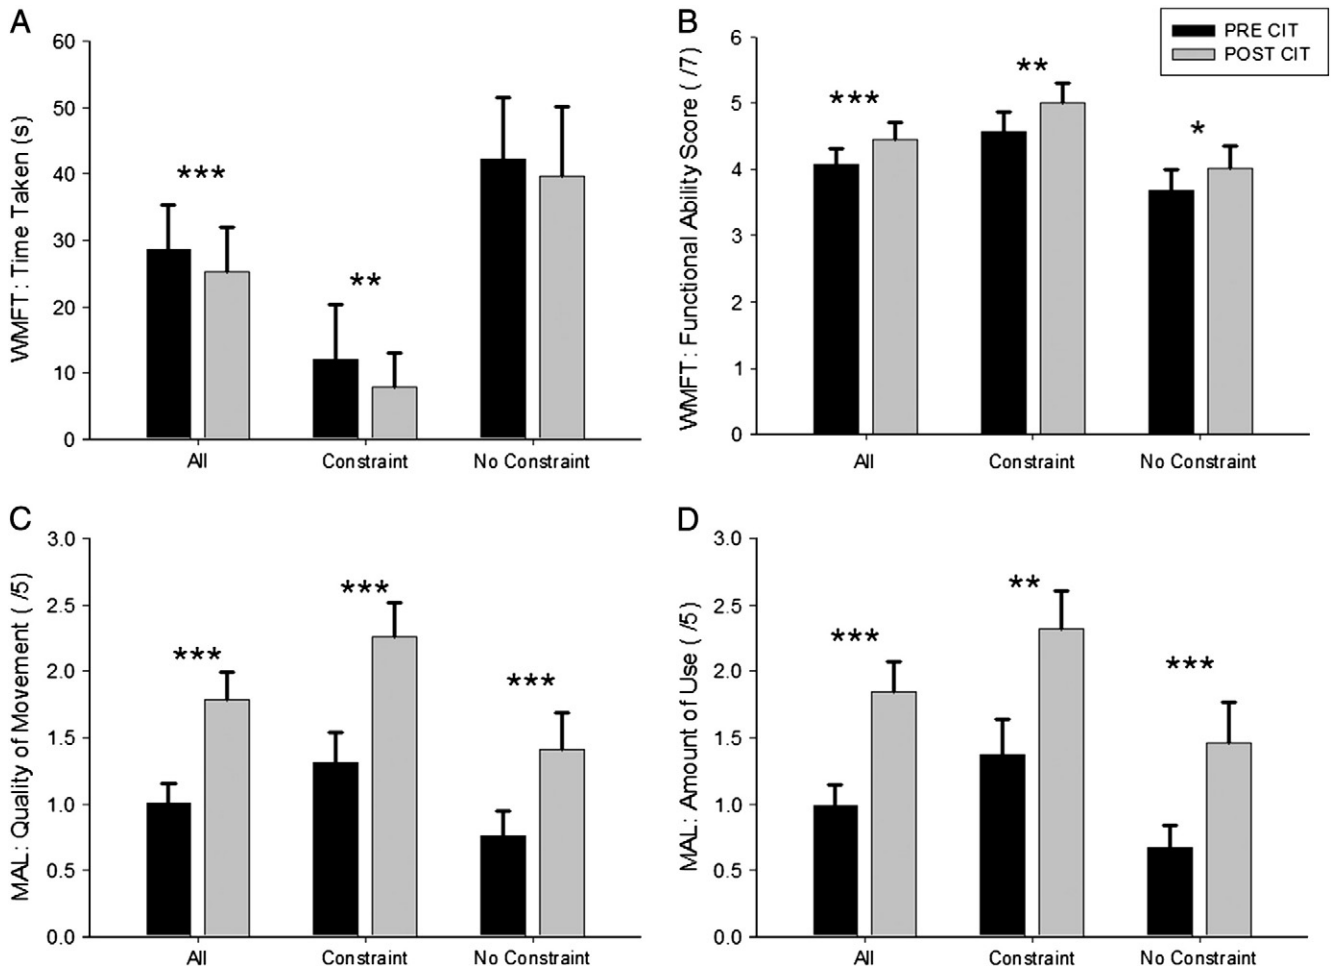 A
WMFT: Time Taken (s)
60
50
40
30
20
10
0
***
**
All
Constraint
No Constraint
B
WMFT: Functional Ability Score ( /7)
6
5
4
3
2
1
0
***
**
*
All
Constraint
No Constraint
PRE CIT
POST CIT
C
MAL: Quality of Movement ( /5)
3.0
2.5
2.0
1.5
1.0
0.5
0.0
***
***
***
All
Constraint
No Constraint
D
MAL: Amount of Use ( /5)
3.0
2.5
2.0
1.5
1.0
0.5
0.0
***
**
***
All
Constraint
No Constraint